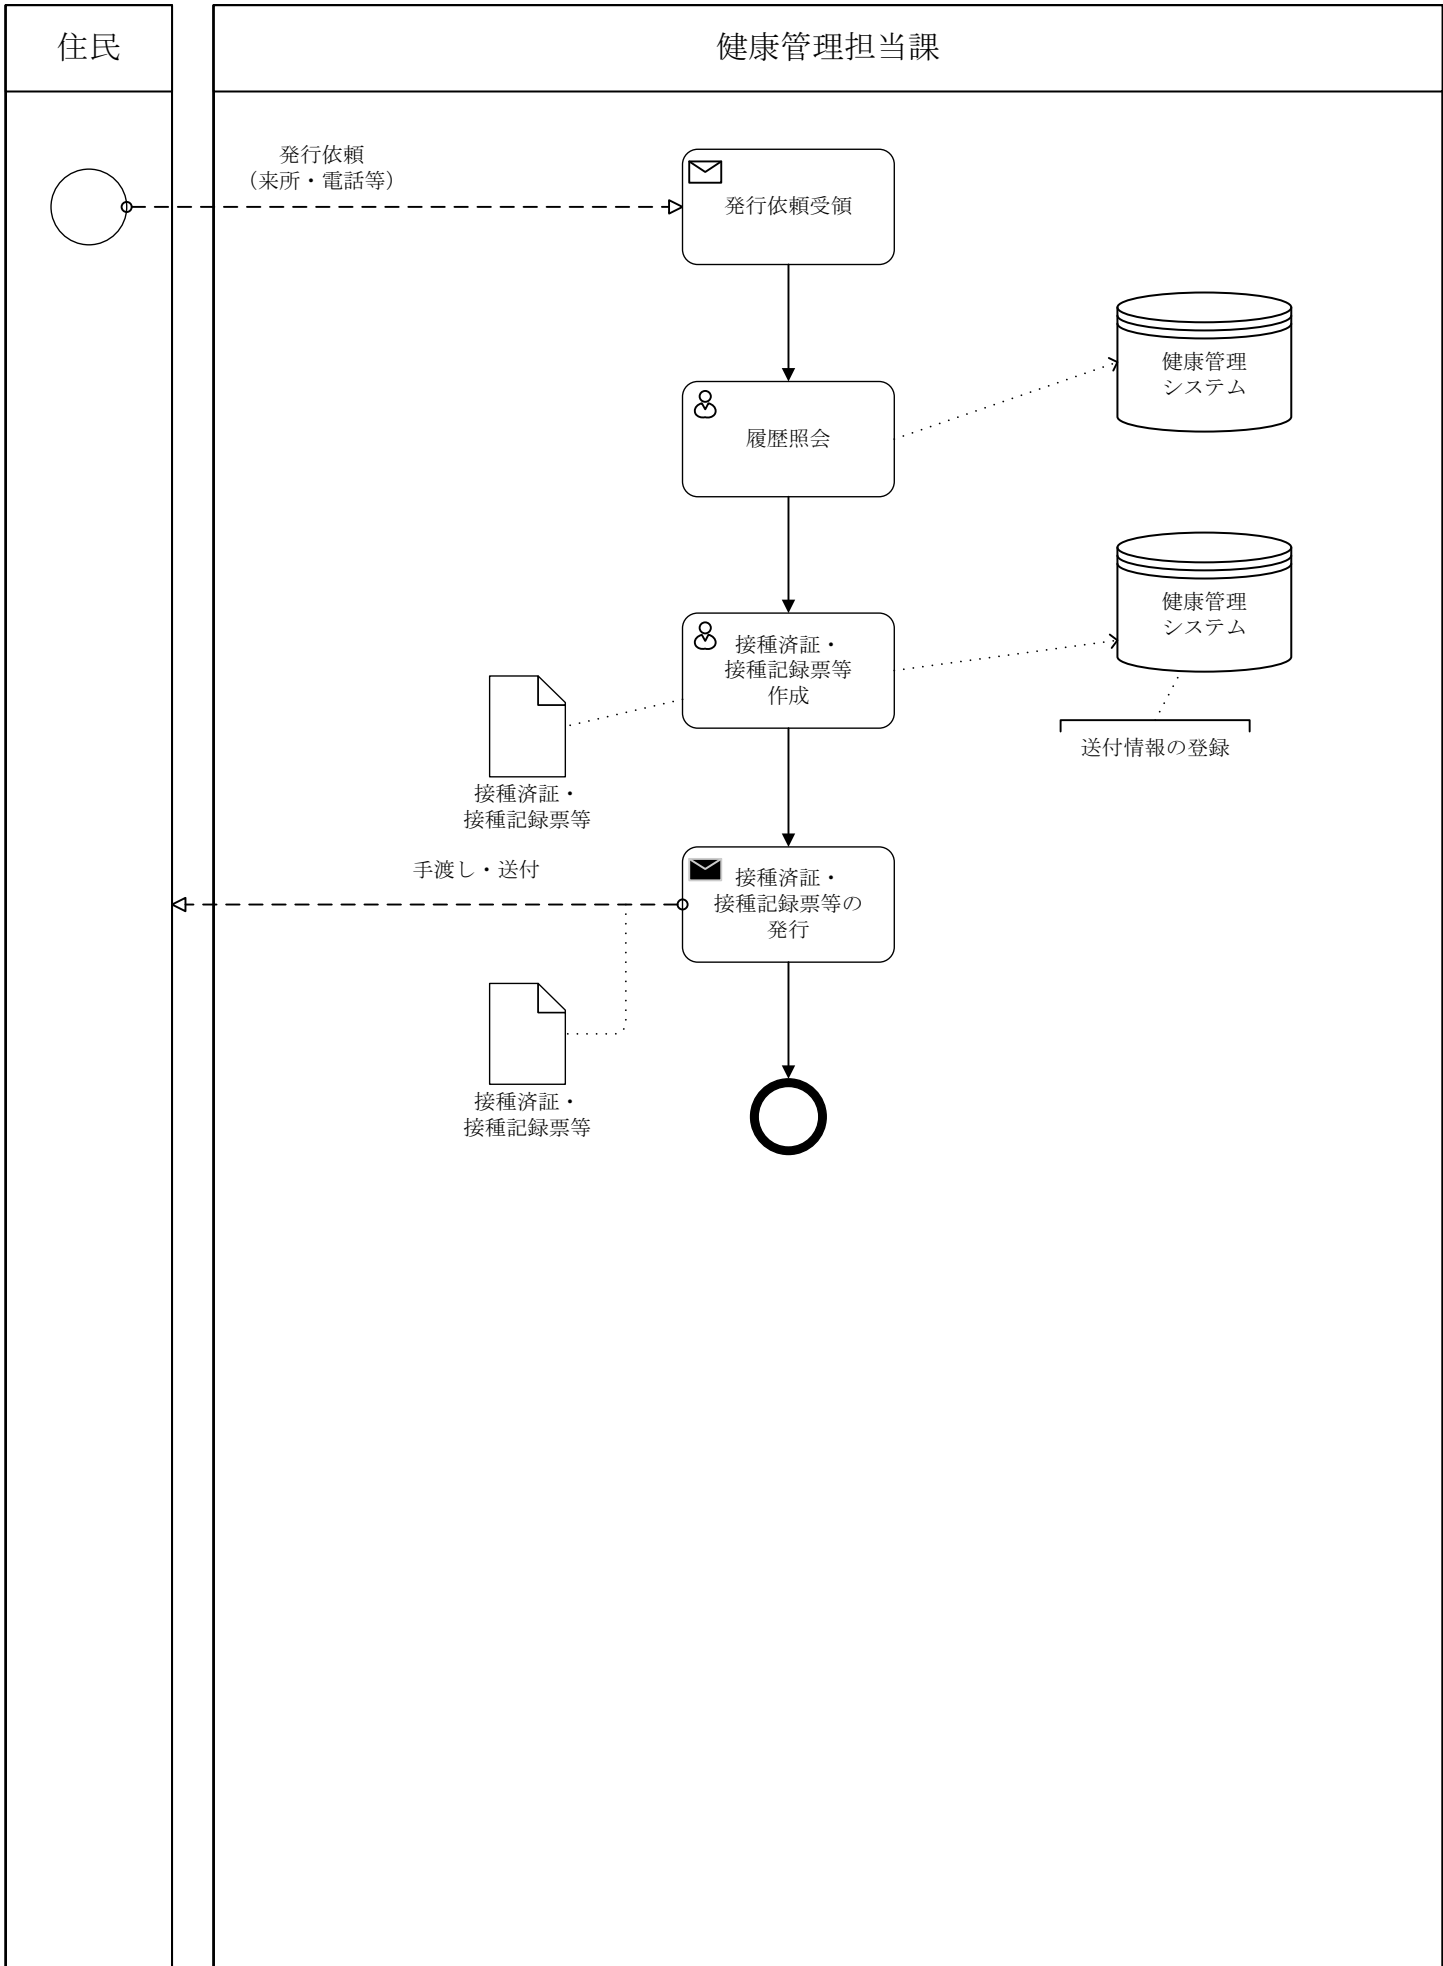 住民
健康管理担当課
発行依頼
（来所・電話等）
発行依頼受領
健康管理
システム
履歴照会
健康管理
システム
接種済証・
接種記録票等
作成
送付情報の登録
接種済証・
接種記録票等
手渡し・送付
接種済証・
接種記録票等の
発行
接種済証・
接種記録票等